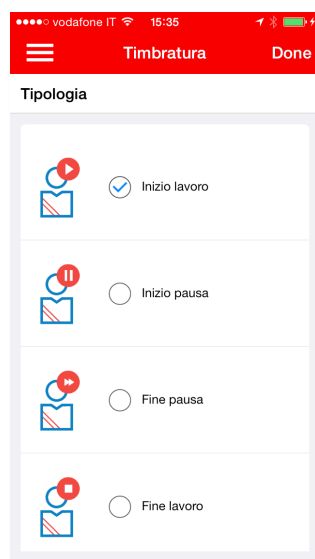 vodafone IT 15:35
Timbratura Done
Tipologia
Inizio lavoro
Inizio pausa
Fine pausa
Fine lavoro